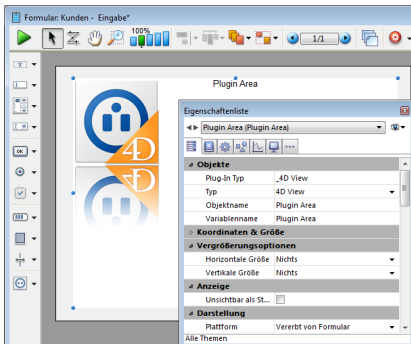 Formular: Kunden - Eingabe*
100%
1/1
Plugin Area
4D
4D
Eigenschaftenliste
Plugin Area (Plugin Area)
Objekte
Plug-In Typ _4D View
Typ 4D View
Objektname Plugin Area
Variablenname Plugin Area
Koordinaten & Größe
Vergrößerungsoptionen
Horizontale Größe Nichts
Vertikale Größe Nichts
Anzeige
Unsichtbar als St...
Darstellung
Plattform Vererbt von Formular
Alle Themen